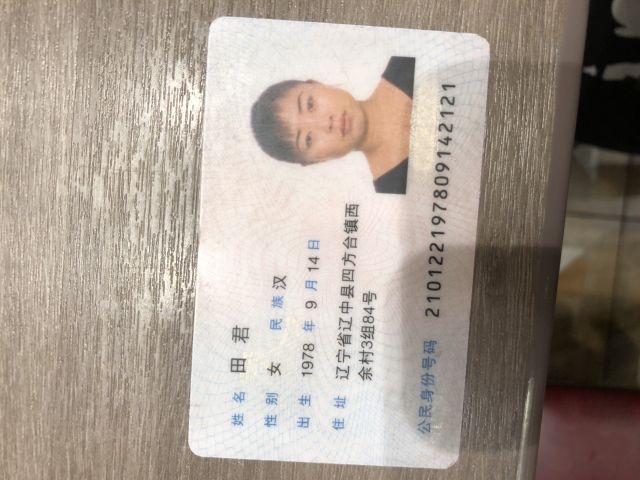 姓名 田君
性别 女 民族 汉
出生 1978 年 9 月 14 日
住址 辽宁省辽中县四方台镇西
余村3组84号
公民身份号码 210122197809142121